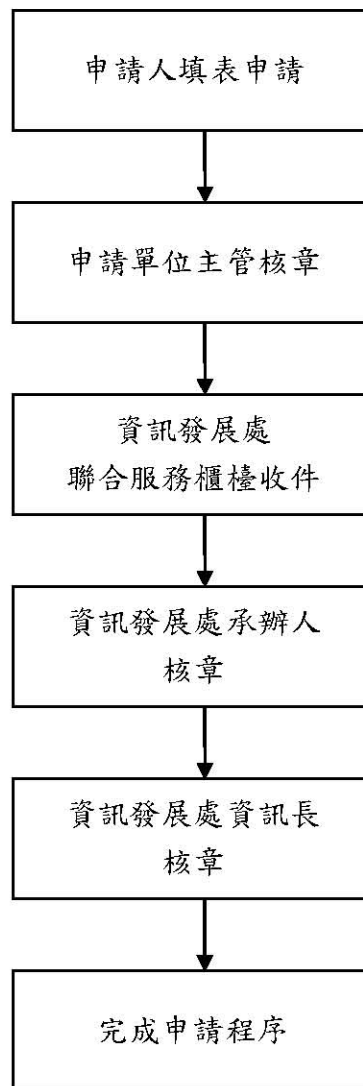 申請人填表申請
申請單位主管核章
資訊發展處
聯合服務櫃檯收件
資訊發展處承辦人
核章
資訊發展處資訊長
核章
完成申請程序